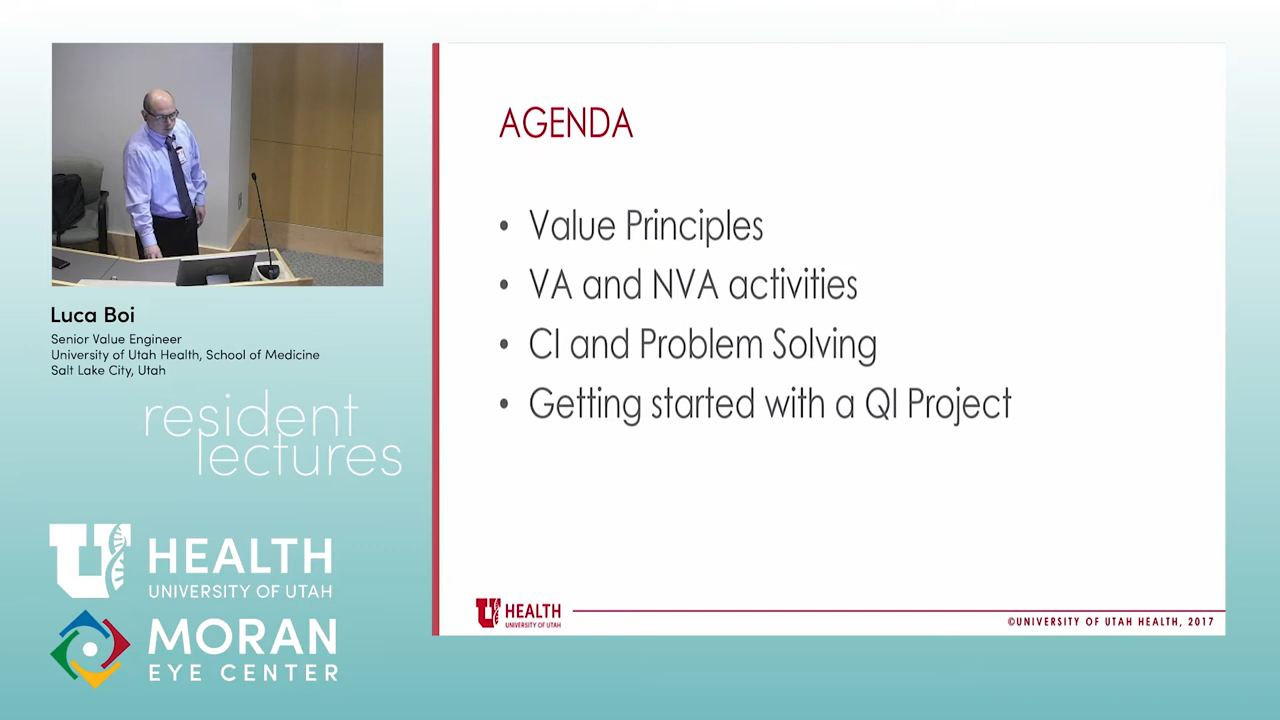 Luca Boi
Senior Value Engineer
University of Utah Health, School of Medicine
Salt Lake City, Utah
resident
lectures
U HEALTH
UNIVERSITY OF UTAH
MORAN
EYE CENTER
AGENDA
• Value Principles
• VA and NVA activities
• CI and Problem Solving
• Getting started with a QI Project
U HEALTH
UNIVERSITY OF UTAH
©UNIVERSITY OF UTAH HEALTH, 2017